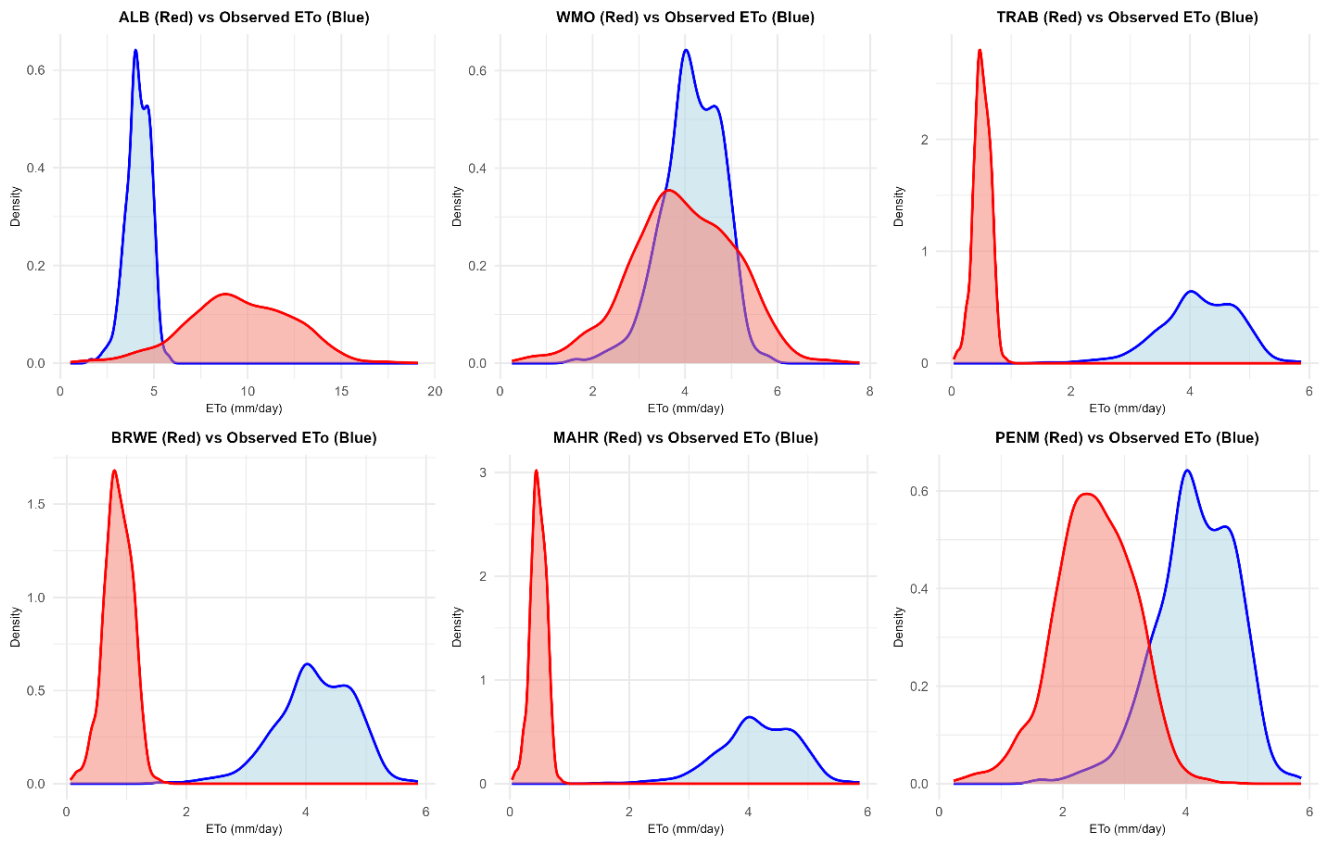 ALB (Red) vs Observed ETo (Blue)
Density
0.6
0.4
0.2
0.0
0
5
10
15
20
ETo (mm/day)
WMO (Red) vs Observed ETo (Blue)
Density
0.6
0.4
0.2
0.0
0
2
4
6
8
ETo (mm/day)
TRAB (Red) vs Observed ETo (Blue)
Density
2
1
0
0
2
4
6
ETo (mm/day)
BRWE (Red) vs Observed ETo (Blue)
Density
1.5
1.0
0.5
0.0
0
2
4
6
ETo (mm/day)
MAHR (Red) vs Observed ETo (Blue)
Density
3
2
1
0
0
2
4
6
ETo (mm/day)
PENM (Red) vs Observed ETo (Blue)
Density
0.6
0.4
0.2
0.0
0
2
4
6
ETo (mm/day)